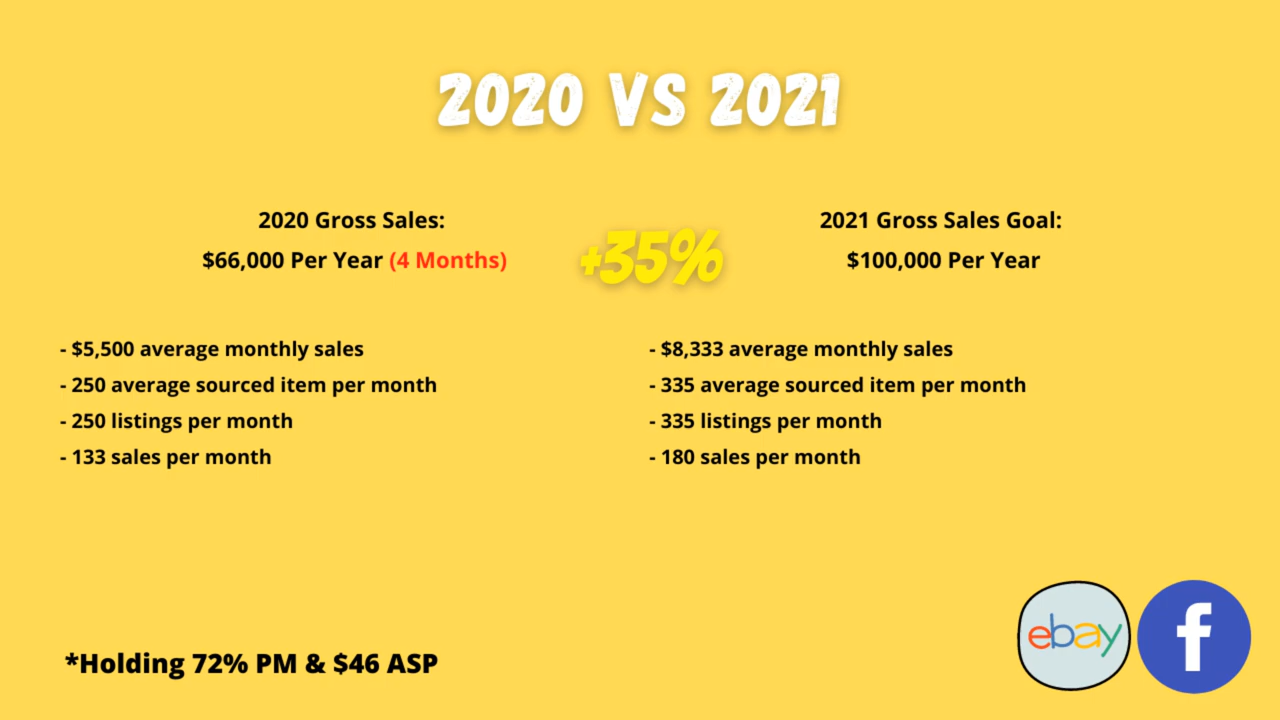 2020 VS 2021
2020 Gross Sales:
$66,000 Per Year (4 Months)
+35%
2021 Gross Sales Goal:
$100,000 Per Year
- $5,500 average monthly sales
- 250 average sourced item per month
- 250 listings per month
- 133 sales per month
- $8,333 average monthly sales
- 335 average sourced item per month
- 335 listings per month
- 180 sales per month
*Holding 72% PM & $46 ASP
ebay
f